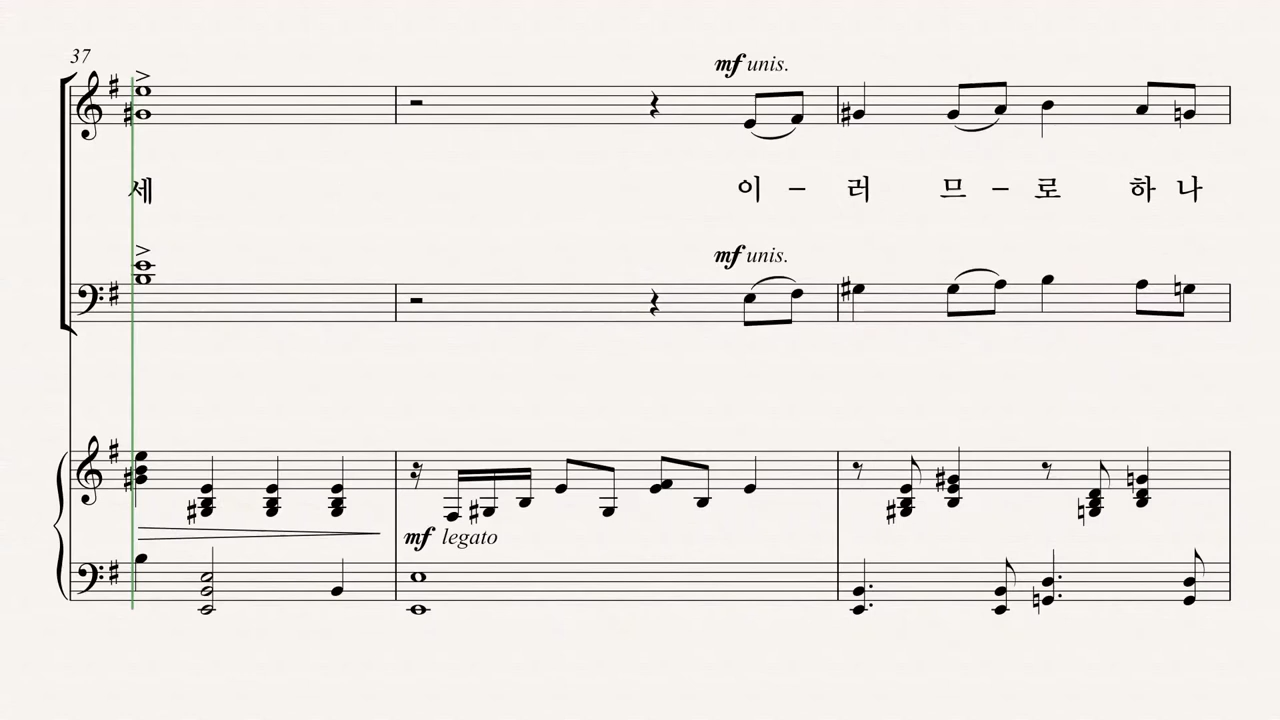 37
mf unis.
세 이 – 러 므 – 로 하 나
mf unis.
mf legato